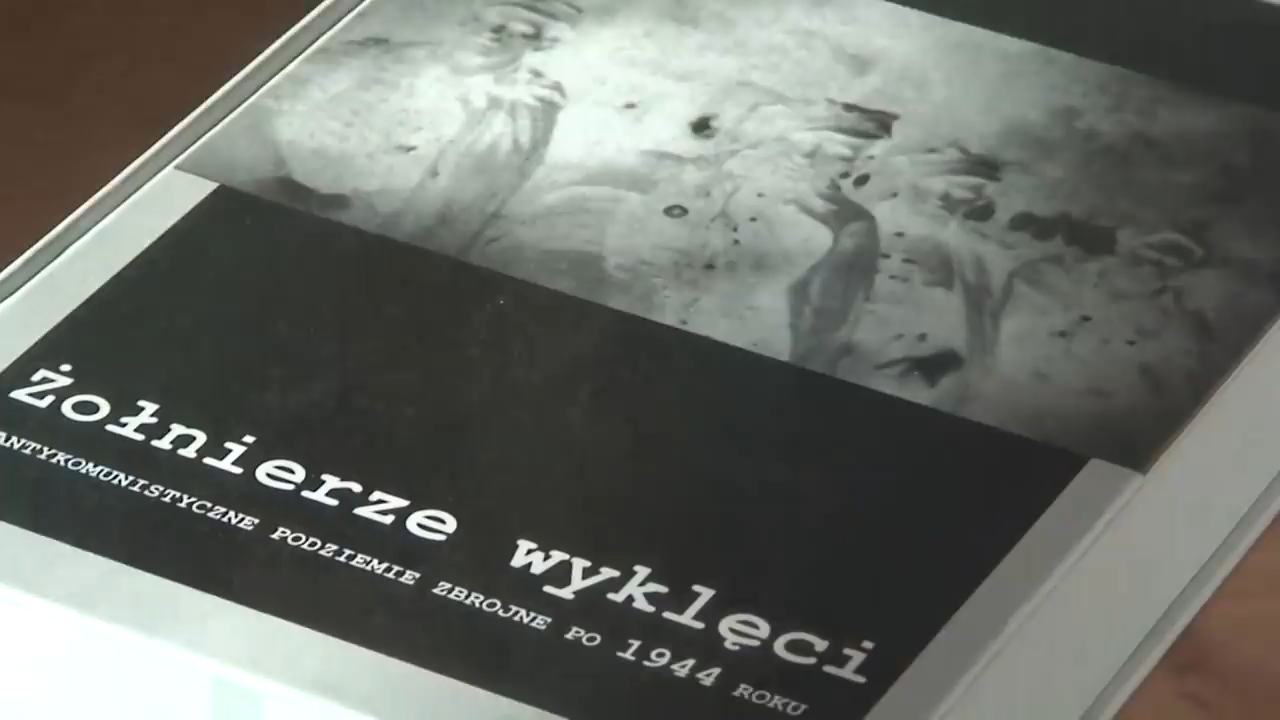 żołnierze wyklęci
ANTYKOMUNISTYCZNE PODZIEMIE ZBROJNE PO 1944 ROKU